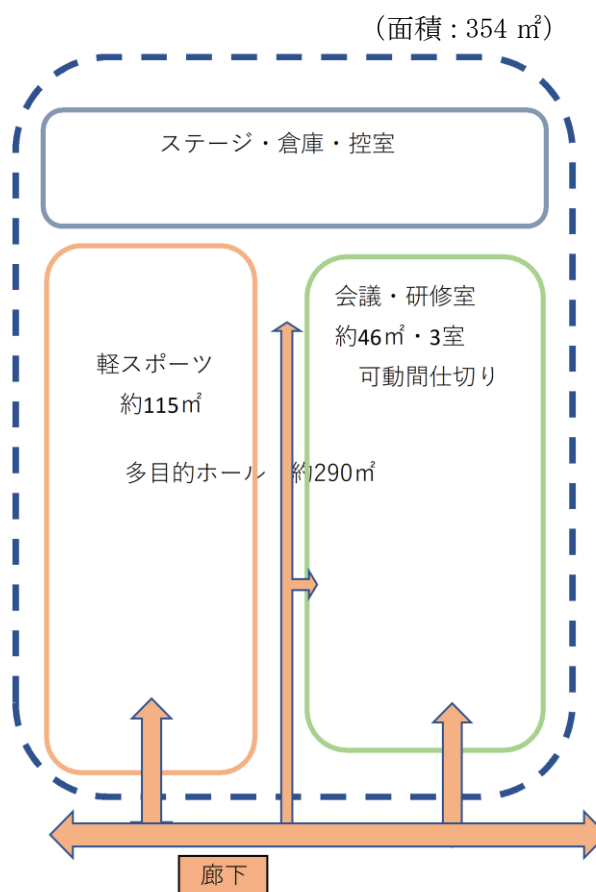 （面積：354 ㎡）
ステージ・倉庫・控室
会議・研修室
約46㎡・3室
可動間仕切り
軽スポーツ
約115㎡
多目的ホール　約290㎡
廊下